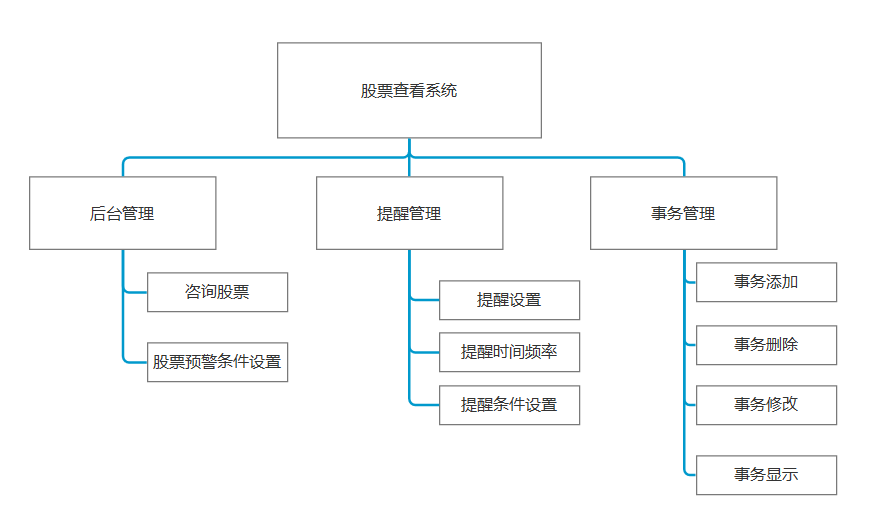 股票查看系统
后台管理
提醒管理
事务管理
咨询股票
股票预警条件设置
提醒设置
提醒时间频率
提醒条件设置
事务添加
事务删除
事务修改
事务显示